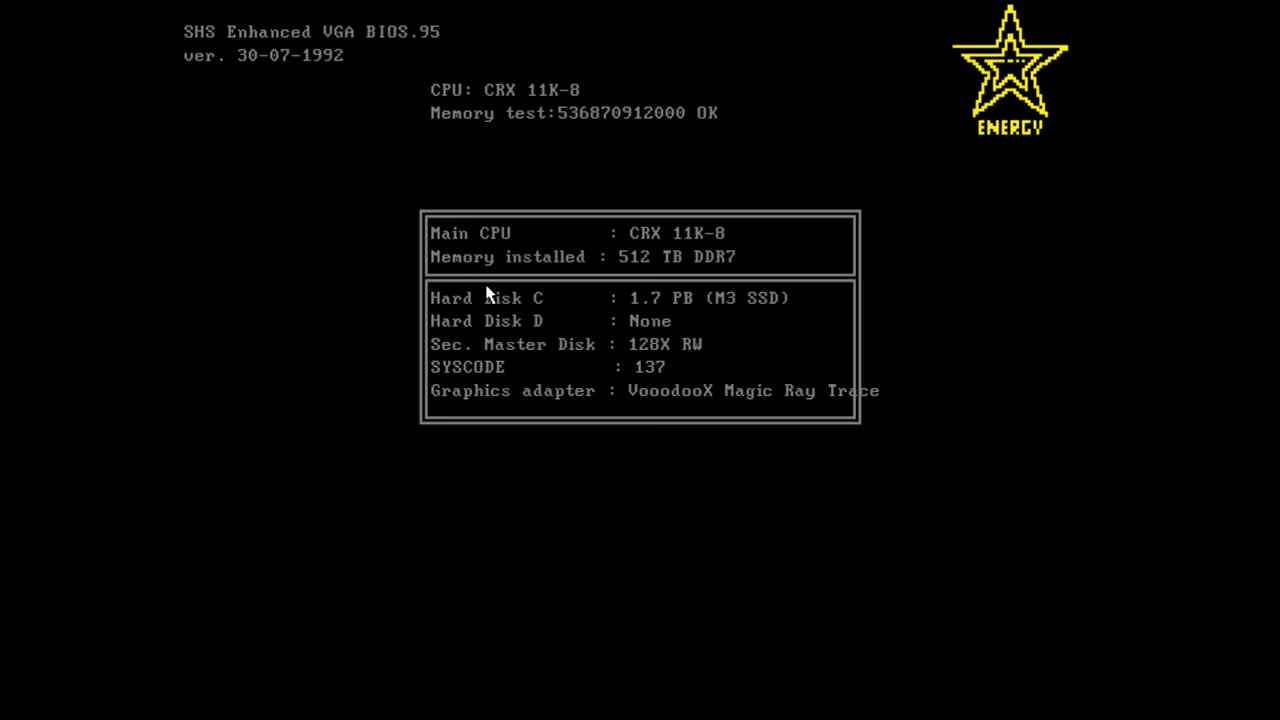 SHS Enhanced VGA BIOS.95
ver. 30-07-1992
ENERGY
CPU: CRX 11K-8
Memory test:536870912000 OK
Main CPU : CRX 11K-8
Memory installed : 512 TB DDR7
Hard Disk C : 1.7 PB (M3 SSD)
Hard Disk D : None
Sec. Master Disk : 128X RW
SYSCODE : 137
Graphics adapter : VooodooX Magic Ray Trace